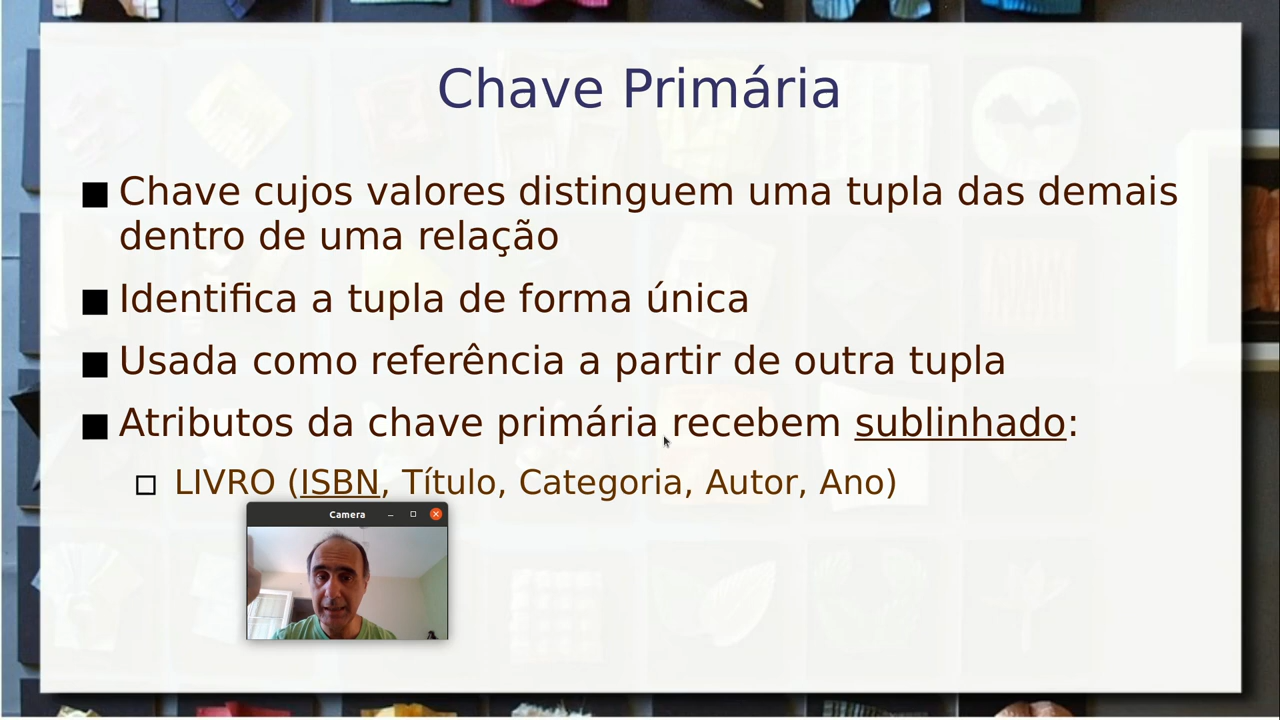 Chave Primária
Chave cujos valores distinguem uma tupla das demais
dentro de uma relação
Identifica a tupla de forma única
Usada como referência a partir de outra tupla
Atributos da chave primária recebem sublinhado:
LIVRO (ISBN, Título, Categoria, Autor, Ano)
Camera